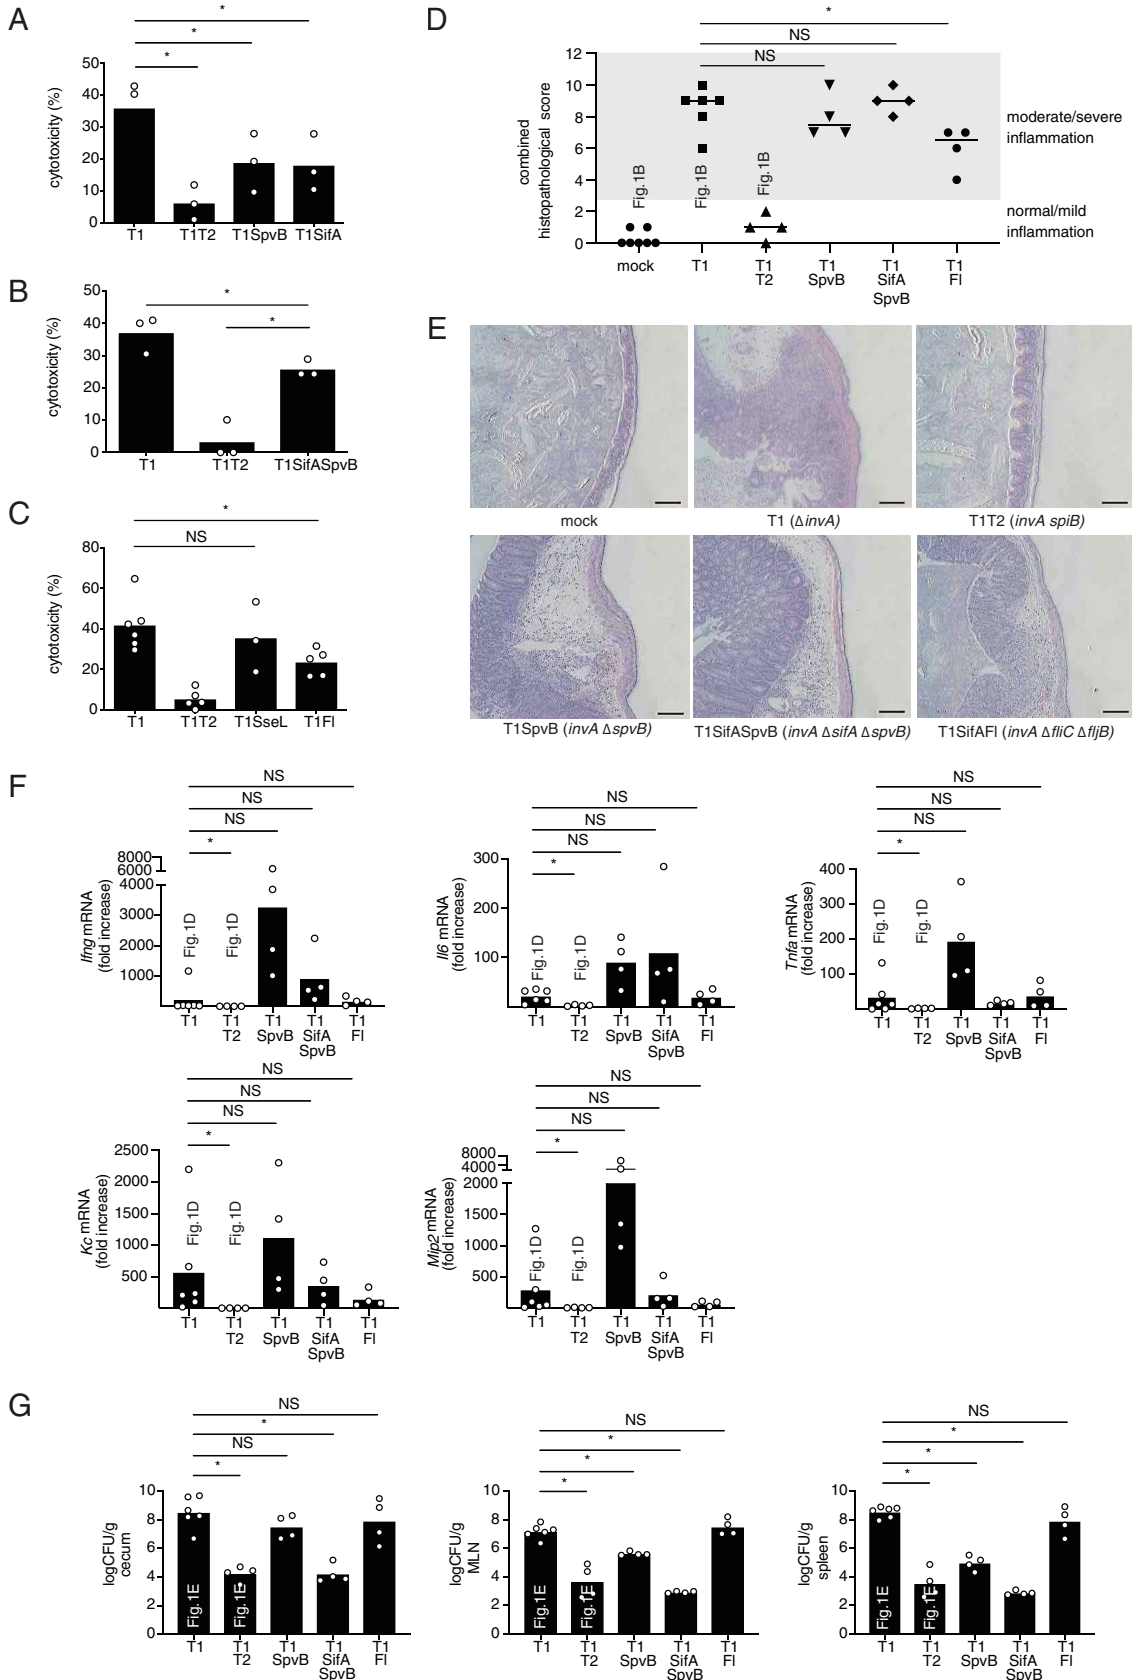 A
*
*
*
cytotoxicity (%)
50
40
30
20
10
0
T1 T1T2 T1SpvB T1SifA
B
*
*
cytotoxicity (%)
50
40
30
20
10
0
T1 T1T2 T1SifASpvB
C
*
NS
cytotoxicity (%)
80
60
40
20
0
T1 T1T2 T1SseL T1Fl
D
*
NS
NS
combined
histopathological score
12
10
8
6
4
2
0
Fig.1B
Fig.1B
Fig.1B
moderate/severe
inflammation
normal/mild
inflammation
mock T1 T1 T1 T1 T1
T2 SpvB SifA Fl
SpvB
E
mock T1 (ΔinvA) T1T2 (invA spiB)
T1SpvB (invA ΔspvB) T1SifASpvB (invA ΔsifA ΔspvB) T1SifAFl (invA ΔfliC ΔfljB)
F
NS
NS
NS
*
Ifng mRNA
(fold increase)
8000
6000
4000
3000
2000
1000
Fig.1D
Fig.1D
T1 T1 T1 T1 T1
T2 SpvB SifA Fl
SpvB
NS
NS
NS
*
Il6 mRNA
(fold increase)
300
200
100
Fig.1D
Fig.1D
T1 T1 T1 T1 T1
T2 SpvB SifA Fl
SpvB
NS
NS
NS
*
Tnfa mRNA
(fold increase)
400
300
200
100
Fig.1D
Fig.1D
T1 T1 T1 T1 T1
T2 SpvB SifA Fl
SpvB
NS
NS
NS
*
Kc mRNA
(fold increase)
2500
2000
1500
1000
500
Fig.1D
Fig.1D
T1 T1 T1 T1 T1
T2 SpvB SifA Fl
SpvB
NS
NS
NS
*
Mip2 mRNA
(fold increase)
8000
4000
2000
1500
1000
500
Fig.1D
Fig.1D
T1 T1 T1 T1 T1
T2 SpvB SifA Fl
SpvB
G
NS
*
NS
*
logCFU/g
cecum
10
8
6
4
2
0
Fig.1E
Fig.1E
T1 T1 T1 T1 T1
T2 SpvB SifA Fl
SpvB
NS
*
*
*
logCFU/g
MLN
10
8
6
4
2
0
Fig.1E
Fig.1E
T1 T1 T1 T1 T1
T2 SpvB SifA Fl
SpvB
NS
*
*
*
logCFU/g
spleen
10
8
6
4
2
0
Fig.1E
Fig.1E
T1 T1 T1 T1 T1
T2 SpvB SifA Fl
SpvB